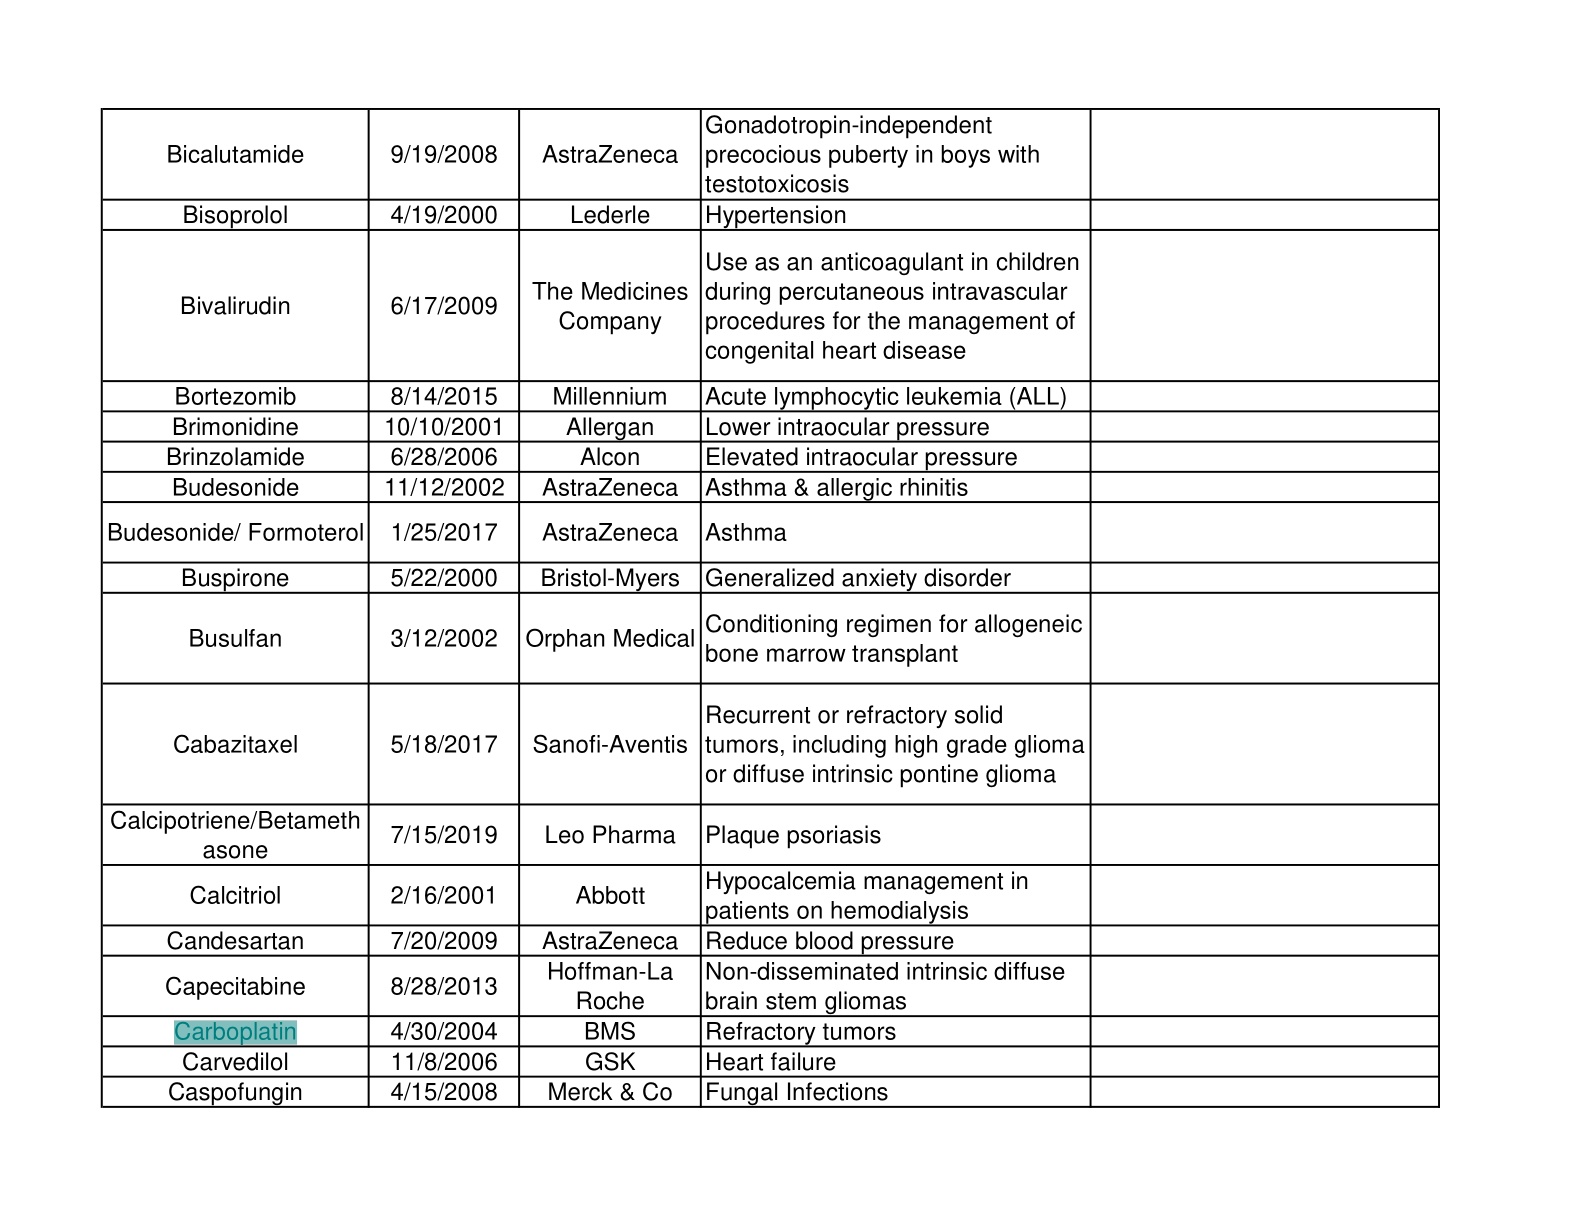 Gonadotropin-independent
Bicalutamide 9/19/2008 AstraZeneca precocious puberty in boys with
testotoxicosis
Bisoprolol 4/19/2000 Lederle Hypertension
Use as an anticoagulant in children
Bivalirudin 6/17/2009 The Medicines Company during percutaneous intravascular
procedures for the management of
congenital heart disease
Bortezomib 8/14/2015 Millennium Acute lymphocytic leukemia (ALL)
Brimonidine 10/10/2001 Allergan Lower intraocular pressure
Brinzolamide 6/28/2006 Alcon Elevated intraocular pressure
Budesonide 11/12/2002 AstraZeneca Asthma & allergic rhinitis
Budesonide/ Formoterol 1/25/2017 AstraZeneca Asthma
Buspirone 5/22/2000 Bristol-Myers Generalized anxiety disorder
Busulfan 3/12/2002 Orphan Medical Conditioning regimen for allogeneic
bone marrow transplant
Recurrent or refractory solid
Cabazitaxel 5/18/2017 Sanofi-Aventis tumors, including high grade glioma
or diffuse intrinsic pontine glioma
Calcipotriene/Betameth
asone 7/15/2019 Leo Pharma Plaque psoriasis
Calcitriol 2/16/2001 Abbott Hypocalcemia management in
patients on hemodialysis
Candesartan 7/20/2009 AstraZeneca Reduce blood pressure
Capecitabine 8/28/2013 Hoffman-La Roche Non-disseminated intrinsic diffuse
brain stem gliomas
Carboplatin 4/30/2004 BMS Refractory tumors
Carvedilol 11/8/2006 GSK Heart failure
Caspofungin 4/15/2008 Merck & Co Fungal Infections